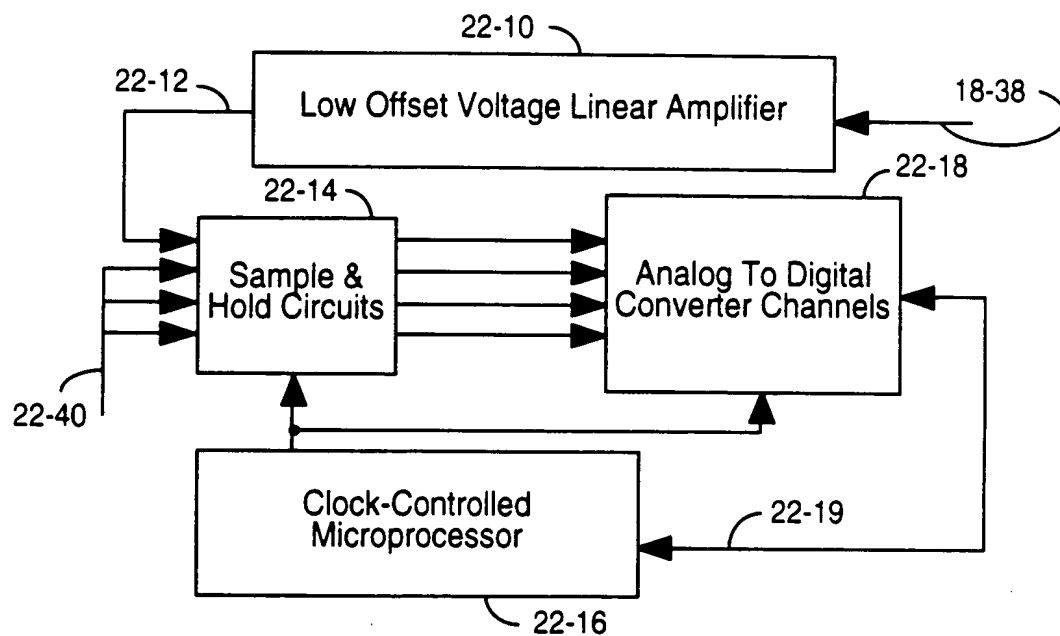 22-10
22-12
Low Offset Voltage Linear Amplifier
18-38
22-14
22-18
Sample &
Hold Circuits
Analog To Digital
Converter Channels
22-40
Clock-Controlled
Microprocessor
22-19
22-16